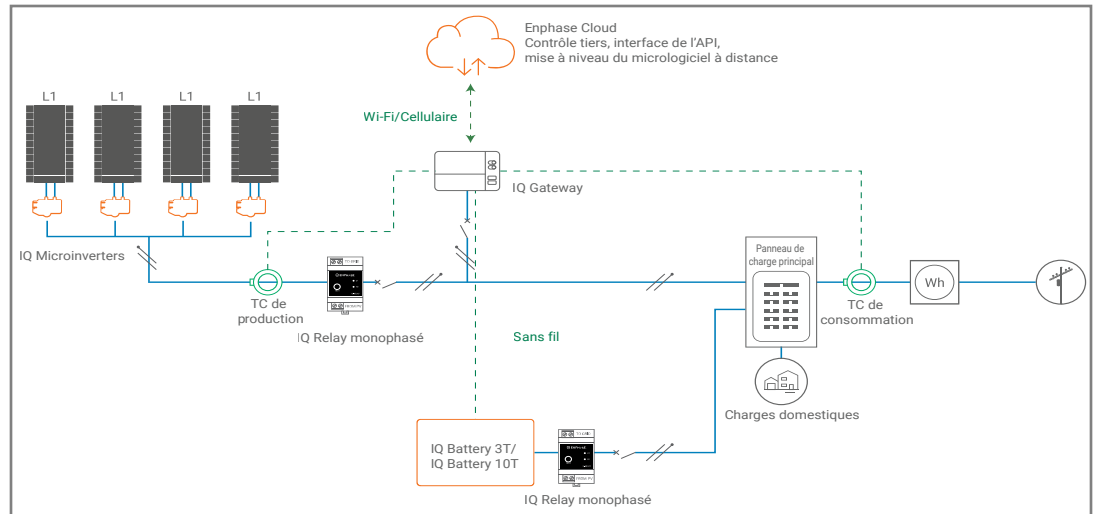 Enphase Cloud
Contrôle tiers, interface de l’API,
mise à niveau du micrologiciel à distance
L1
L1
L1
L1
Wi-Fi/Cellulaire
IQ Gateway
IQ Microinverters
TC de
production
IQ Relay monophasé
Panneau de
charge principal
Wh
TC de
consommation
Sans fil
Charges domestiques
IQ Battery 3T/
IQ Battery 10T
IQ Relay monophasé